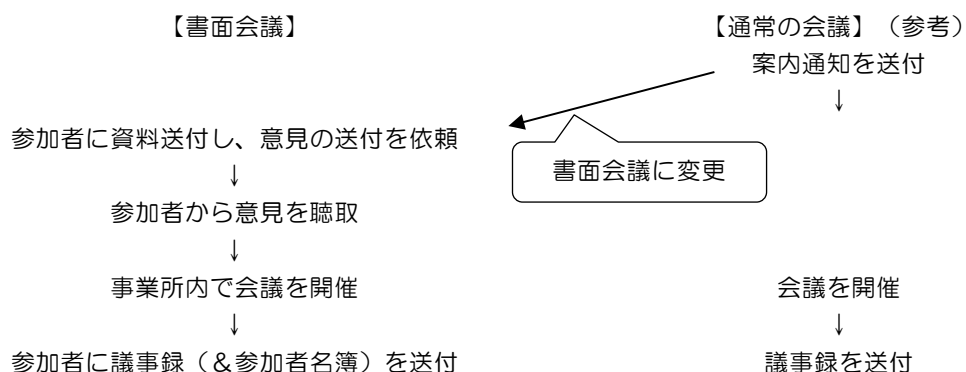 【書面会議】
【通常の会議】（参考）
案内通知を送付
↓
参加者に資料送付し、意見の送付を依頼
書面会議に変更
↓
参加者から意見を聴取
↓
事業所内で会議を開催
会議を開催
↓
↓
参加者に議事録（＆参加者名簿）を送付
議事録を送付